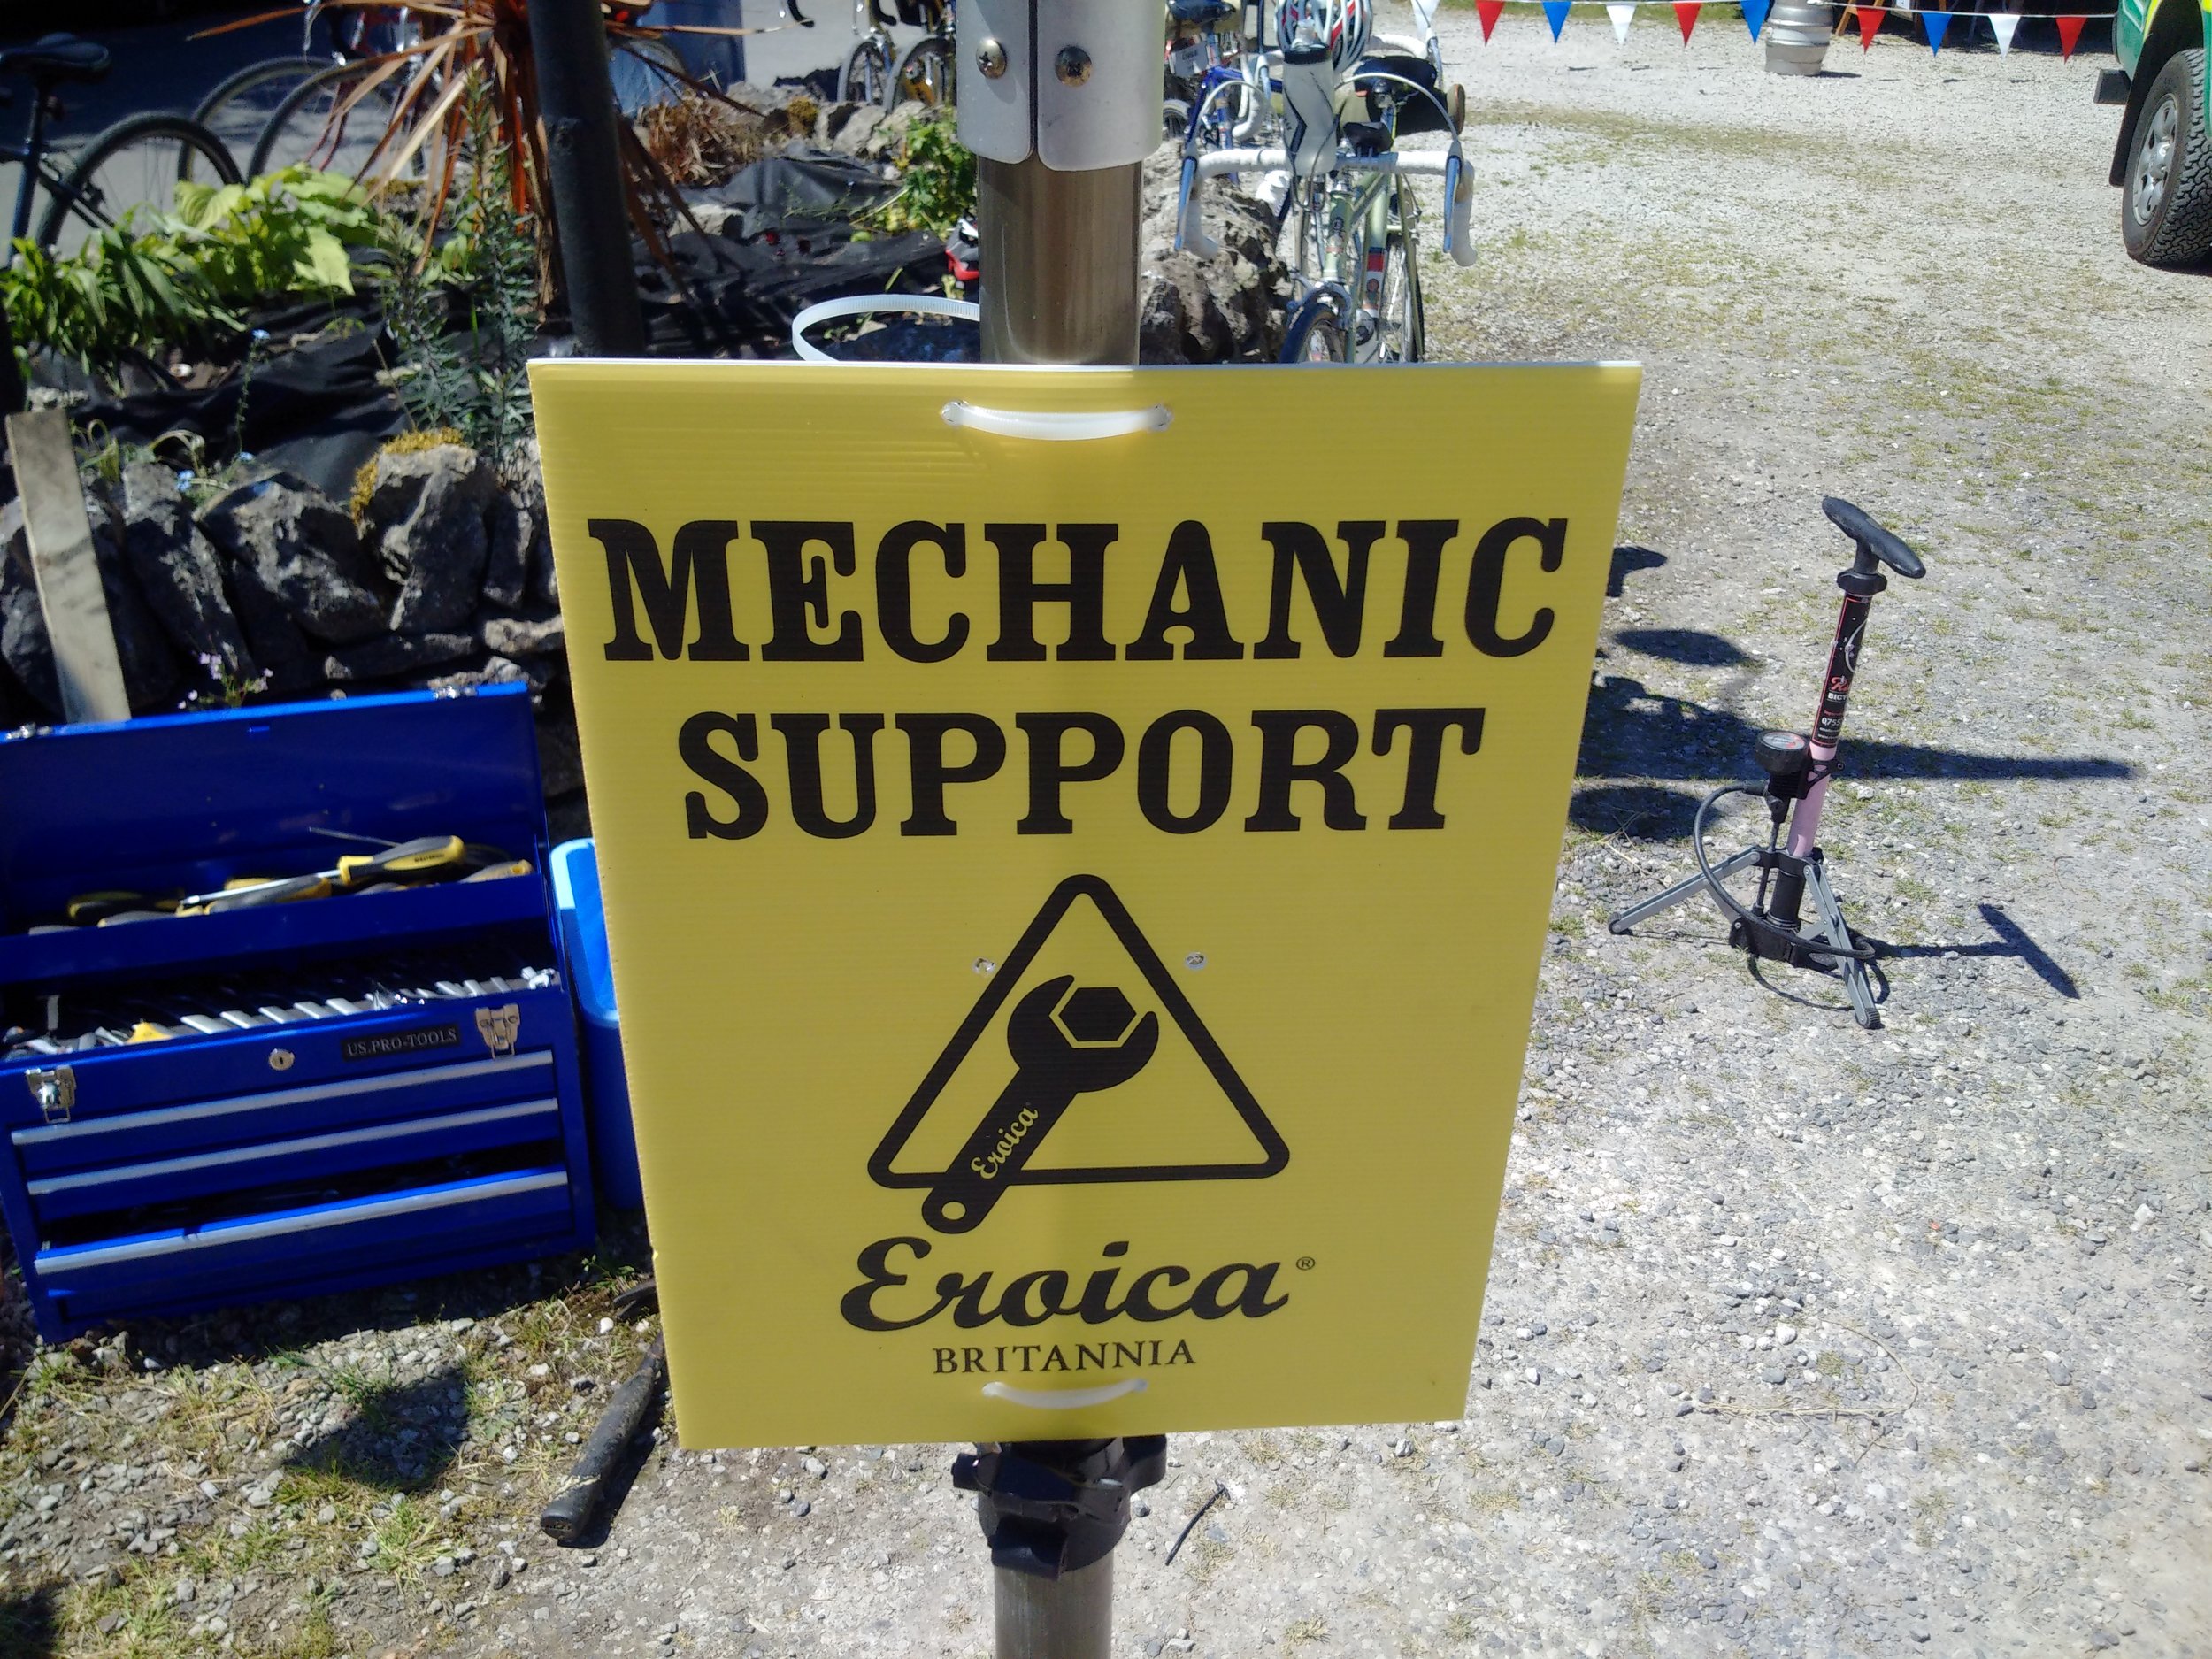 MECHANIC
SUPPORT
Eroica
Eroica®
BRITANNIA
US.PRO-TOOLS